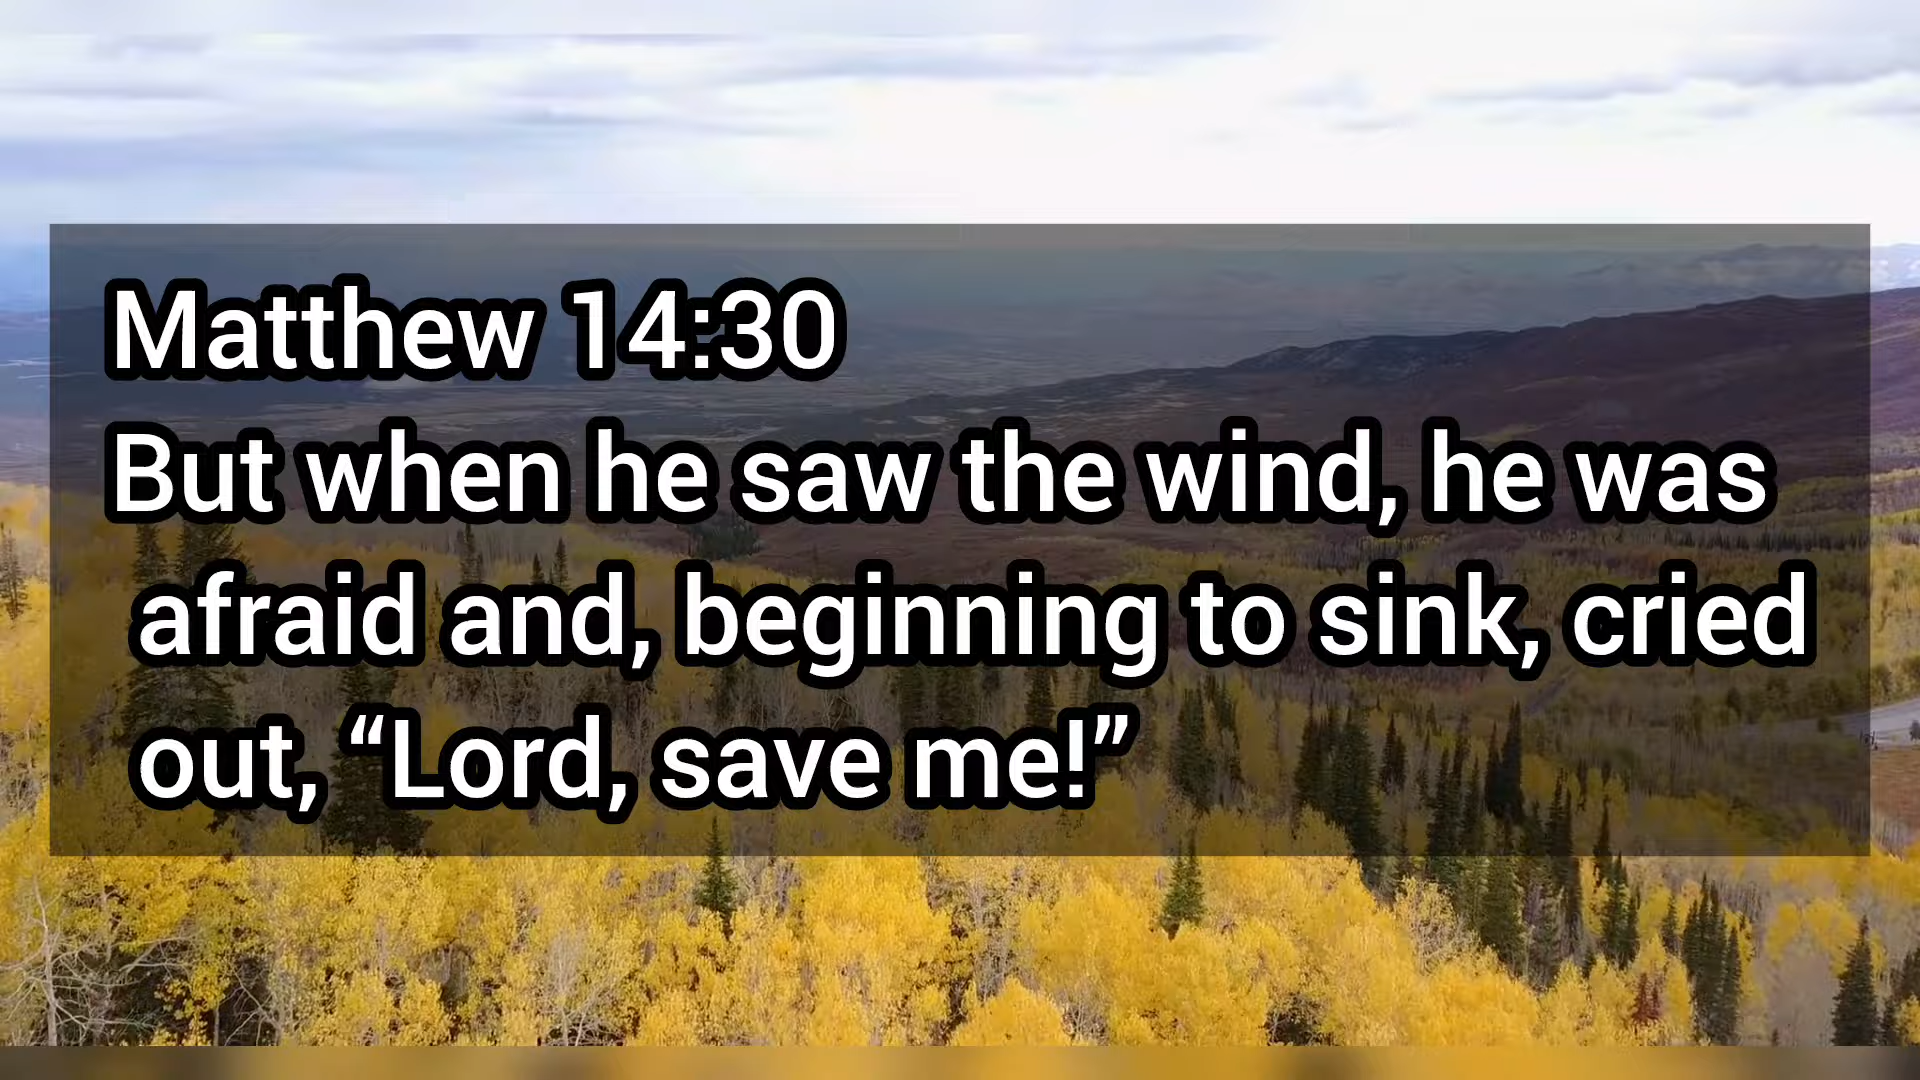 Matthew 14:30
But when he saw the wind, he was
afraid and, beginning to sink, cried
out, “Lord, save me!”